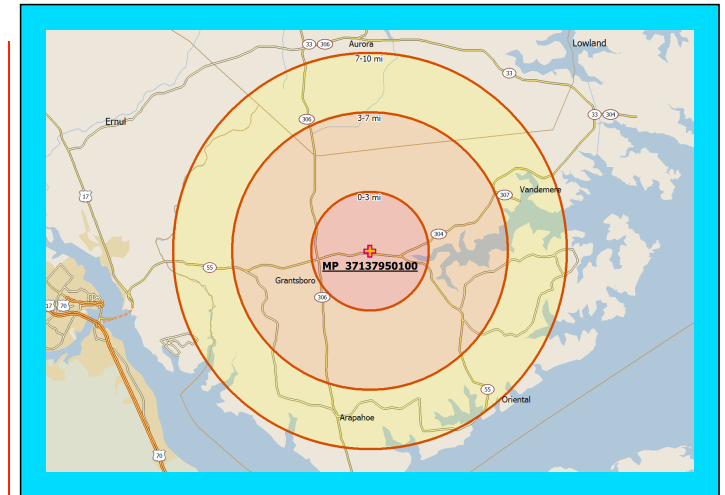 33
306
Aurora
Lowland
7-10 mi
33
Ernul
306
3-7 mi
33
304
17
0-3 mi
307
Vandemere
304
55
MP 37137950100
Grantsboro
306
17
70
55
Oriental
Arapahoe
70